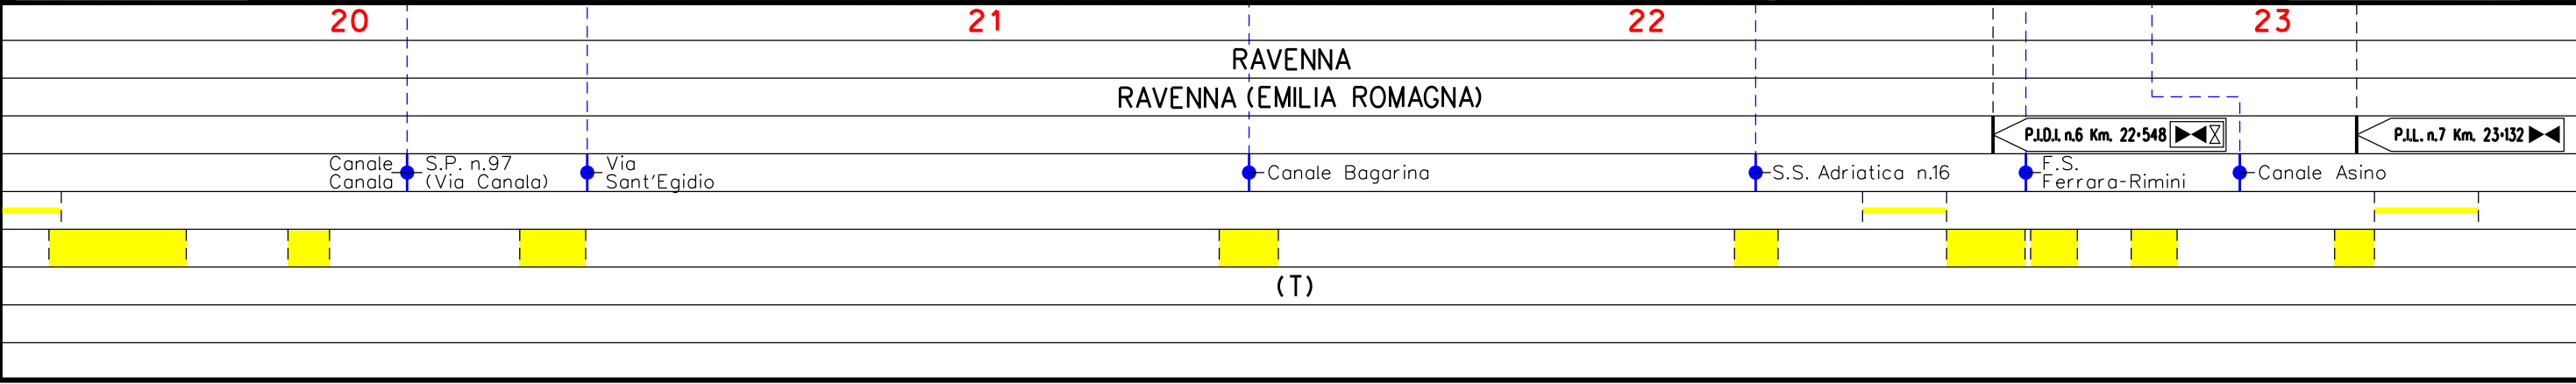 20 21 22 23
RAVENNA
RAVENNA (EMILIA ROMAGNA)
P.I.D.I. n.6 Km. 22+548
P.I.L. n.7 Km. 23+132
Canale
Canala
S.P. n.97
(Via Canala)
Via
Sant'Egidio
Canale Bagarina
S.S. Adriatica n.16
F.S.
Ferrara-Rimini
Canale Asino
(T)